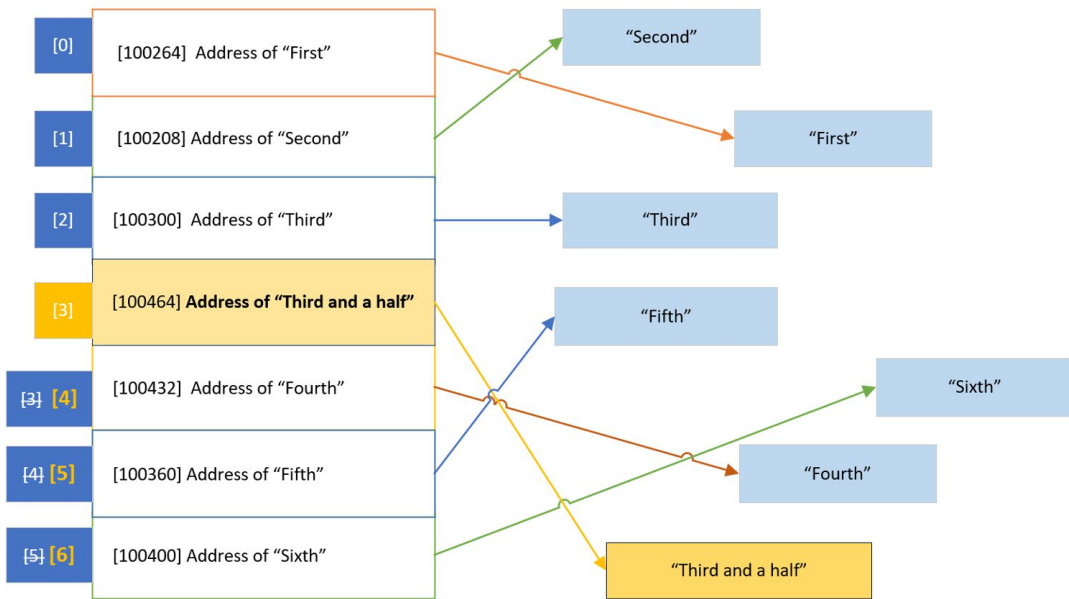 [0]
[100264] Address of “First”
[1]
[100208] Address of “Second”
[2]
[100300] Address of “Third”
[3]
[100464] Address of “Third and a half”
[3] [4]
[100432] Address of “Fourth”
[4] [5]
[100360] Address of “Fifth”
[5] [6]
[100400] Address of “Sixth”
“Second”
“First”
“Third”
“Fifth”
“Sixth”
“Fourth”
“Third and a half”